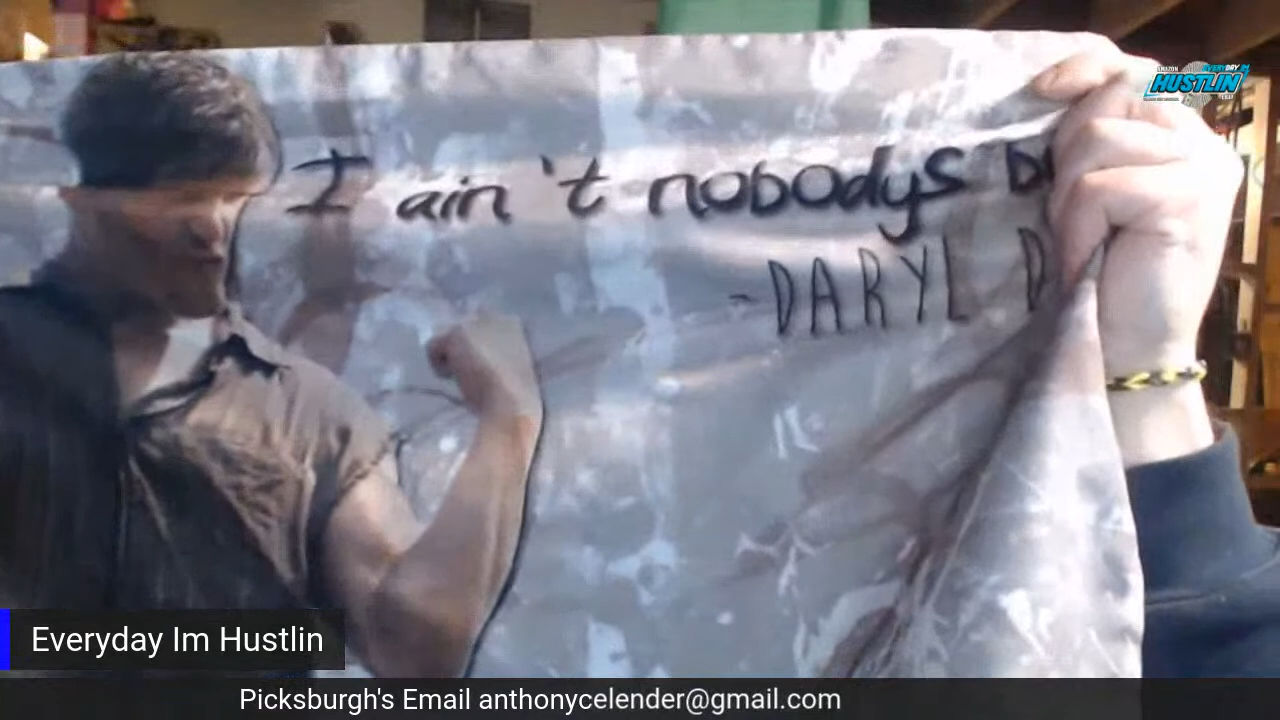 HUSTLIN
I ain't nobodys
- DARYL D
Everyday Im Hustlin
Picksburgh's Email anthonycelender@gmail.com